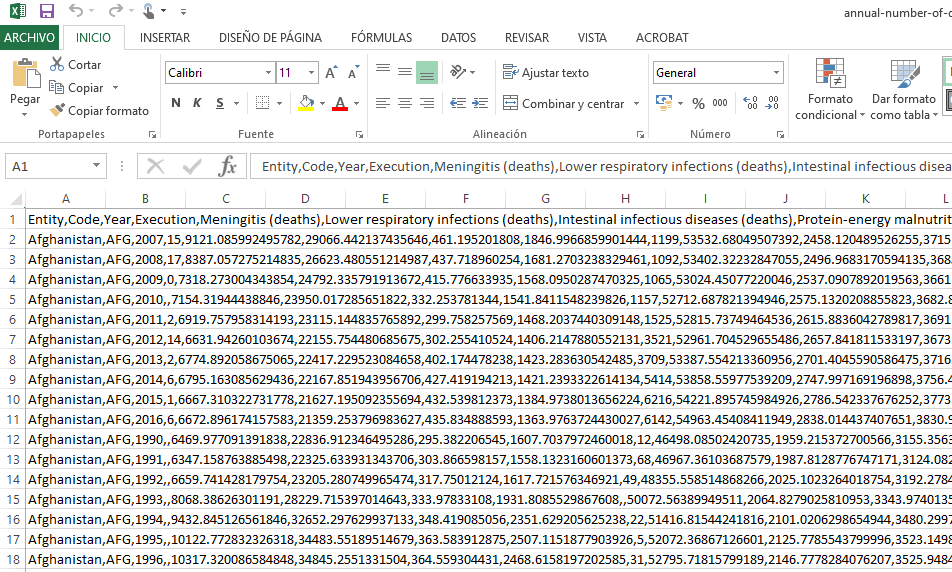 annual-number-of-
ARCHIVO INICIO INSERTAR DISEÑO DE PÁGINA FÓRMULAS DATOS REVISAR VISTA ACROBAT
Pegar
Cortar
Copiar
Copiar formato
Portapapeles
Calibri 11
N K S
Fuente
Ajustar texto
Combinar y centrar
Alineación
General
% 000
Número
Formato condicional
Dar formato como tabla
A1 fx Entity,Code,Year,Execution,Meningitis (deaths),Lower respiratory infections (deaths),Intestinal infectious disea
A B C D E F G H I J K L
1 Entity,Code,Year,Execution,Meningitis (deaths),Lower respiratory infections (deaths),Intestinal infectious diseases (deaths),Protein-energy malnutrit
2 Afghanistan,AFG,2007,15,9121.085992495782,29066.442137435646,461.195201808,1846.9966859901444,1199,53532.68049507392,2458.120489526255,3715
3 Afghanistan,AFG,2008,17,8387.057275214835,26623.480551214987,437.718960254,1681.2703238329461,1092,53402.32232847055,2496.9683170594135,368
4 Afghanistan,AFG,2009,0,7318.273004343854,24792.335791913672,415.776633935,1568.0950287470325,1065,53024.45077220046,2537.0907892019563,3661
5 Afghanistan,AFG,2010,,7154.31944438846,23950.017285651822,332.253781344,1541.8411548239826,1157,52712.687821394946,2575.1320208855823,3682.8
6 Afghanistan,AFG,2011,2,6919.757958314193,23115.144835765892,299.758257569,1468.2037440309148,1525,52815.73749464536,2615.8836042789817,3691
7 Afghanistan,AFG,2012,14,6631.94260103674,22155.754480685675,302.255410524,1406.2147880552131,3521,52961.704529655486,2657.841811533197,3673
8 Afghanistan,AFG,2013,2,6774.892058675065,22417.229523084658,402.174478238,1423.283630542485,3709,53387.554213360956,2701.4045590586475,3716
9 Afghanistan,AFG,2014,6,6795.163085629436,22167.851943956706,427.419194213,1421.2393322614134,5414,53858.55977539209,2747.997169196898,3756.4
10 Afghanistan,AFG,2015,1,6667.310322731778,21627.195092355694,432.539812373,1384.9738013656224,6216,54221.895745984926,2786.542337676252,3773
11 Afghanistan,AFG,2016,6,6672.896174157583,21359.253796983627,435.834888593,1363.9763724430027,6142,54963.45408411949,2838.014437407651,3830.9
12 Afghanistan,AFG,1990,,6469.977091391838,22836.912346495286,295.382206545,1607.7037972460018,12,46498.08502420735,1959.215372700566,3155.3563
13 Afghanistan,AFG,1991,,6347.158763885498,22325.633931343706,303.866598157,1558.1323160601373,68,46967.36103687579,1987.8128776747171,3124.082
14 Afghanistan,AFG,1992,,6659.741428179754,23205.280749965474,317.75012124,1617.721576346921,49,48355.558514868266,2025.1023264018754,3192.2784
15 Afghanistan,AFG,1993,,8068.38626301191,28229.715397014643,333.97833108,1931.8085529867608,,50072.56389949511,2064.8279025810953,3343.9740135
16 Afghanistan,AFG,1994,,9432.845126561846,32652.297629937133,348.419085056,2351.629205625238,22,51416.81544241816,2101.0206298654944,3480.2997
17 Afghanistan,AFG,1995,,10122.772832326318,34483.55189514679,363.583912875,2507.1151877903926,5,52072.36867126601,2125.7785543799996,3523.1498
18 Afghanistan,AFG,1996,,10317.320086584848,34845.2551331504,364.559304431,2468.6158197202585,31,52795.71815799189,2146.7778284076207,3525.9484